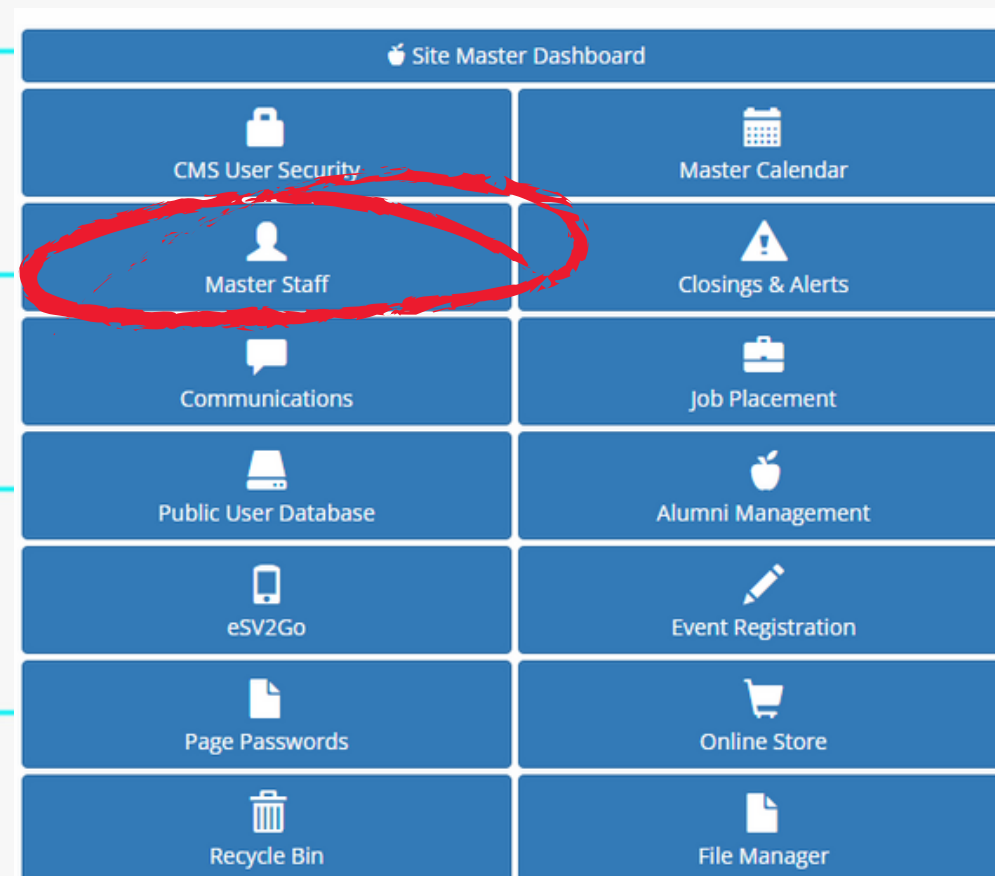 Site Master Dashboard
CMS User Security
Master Calendar
Master Staff
Closings & Alerts
Communications
Job Placement
Public User Database
Alumni Management
eSV2Go
Event Registration
Page Passwords
Online Store
Recycle Bin
File Manager